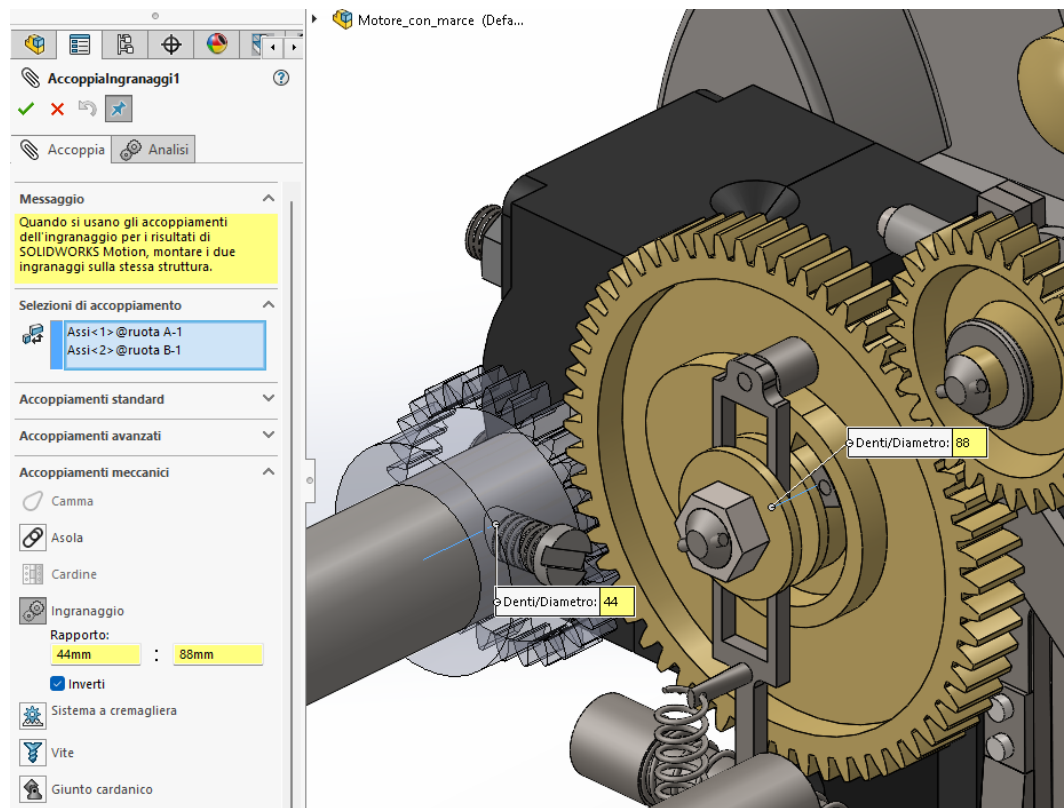 Motore_con_marce (Defa...
AccoppiaIngranaggi1
Accoppia
Analisi
Messaggio
Quando si usano gli accoppiamenti
dell'ingranaggio per i risultati di
SOLIDWORKS Motion, montare i due
ingranaggi sulla stessa struttura.
Selezioni di accoppiamento
Assi<1>@ruota A-1
Assi<2>@ruota B-1
Accoppiamenti standard
Accoppiamenti avanzati
Accoppiamenti meccanici
Camma
Asola
Cardine
Ingranaggio
Rapporto:
44mm : 88mm
Inverti
Sistema a cremagliera
Vite
Giunto cardanico
Denti/Diametro: 88
Denti/Diametro: 44